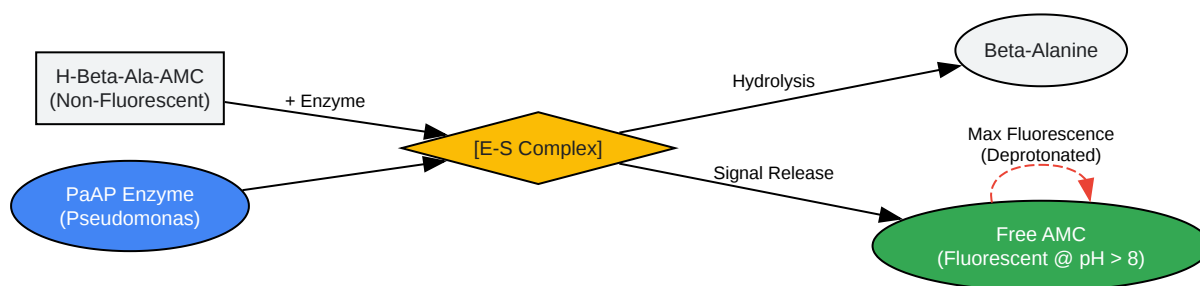 H-Beta-Ala-AMC
(Non-Fluorescent)
+ Enzyme
PaAP Enzyme
(Pseudomonas)
[E-S Complex]
Hydrolysis
Beta-Alanine
Signal Release
Max Fluorescence
(Deprotonated)
Free AMC
(Fluorescent @ pH > 8)